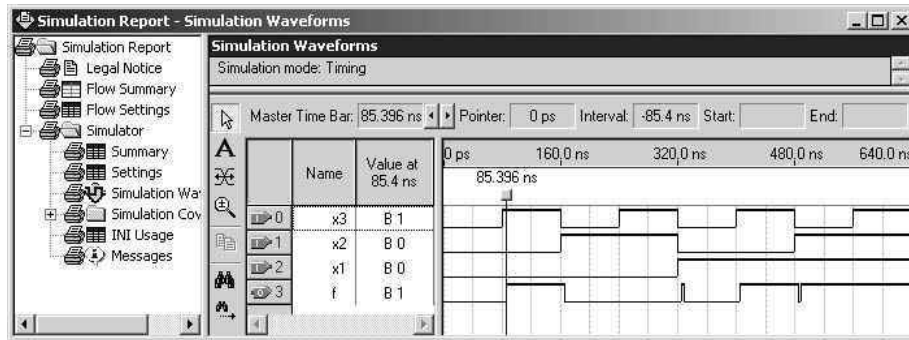 Simulation Report - Simulation Waveforms
Simulation Report
Legal Notice
Flow Summary
Flow Settings
Simulator
Summary
Settings
Simulation Wa
Simulation Cov
INI Usage
Messages
Simulation Waveforms
Simulation mode: Timing
Master Time Bar: 85.396 ns Pointer: 0 ps Interval: -85.4 ns Start: End:
Name Value at 85.4 ns
0 ps 160,0 ns 320,0 ns 480,0 ns 640.0 ns
85.396 ns
0 x3 B 1
1 x2 B 0
2 x1 B 0
3 f B 1